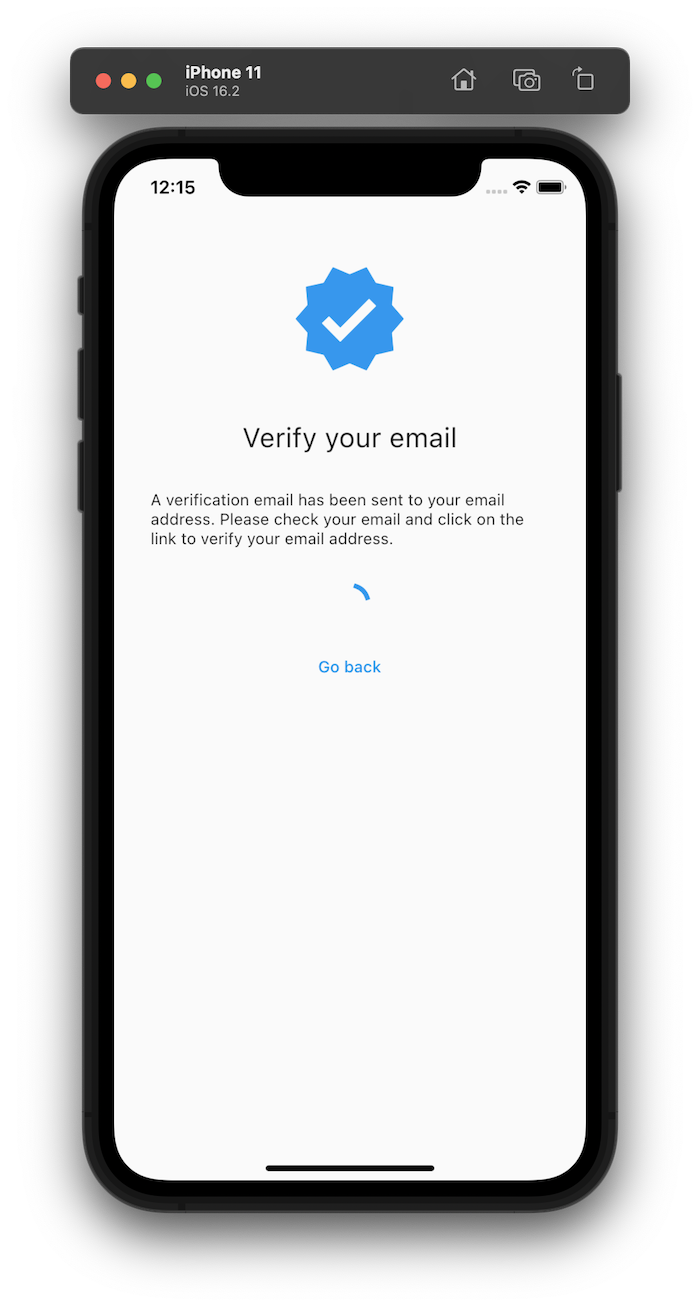 iPhone 11
iOS 16.2
12:15
Verify your email
A verification email has been sent to your email
address. Please check your email and click on the
link to verify your email address.
Go back